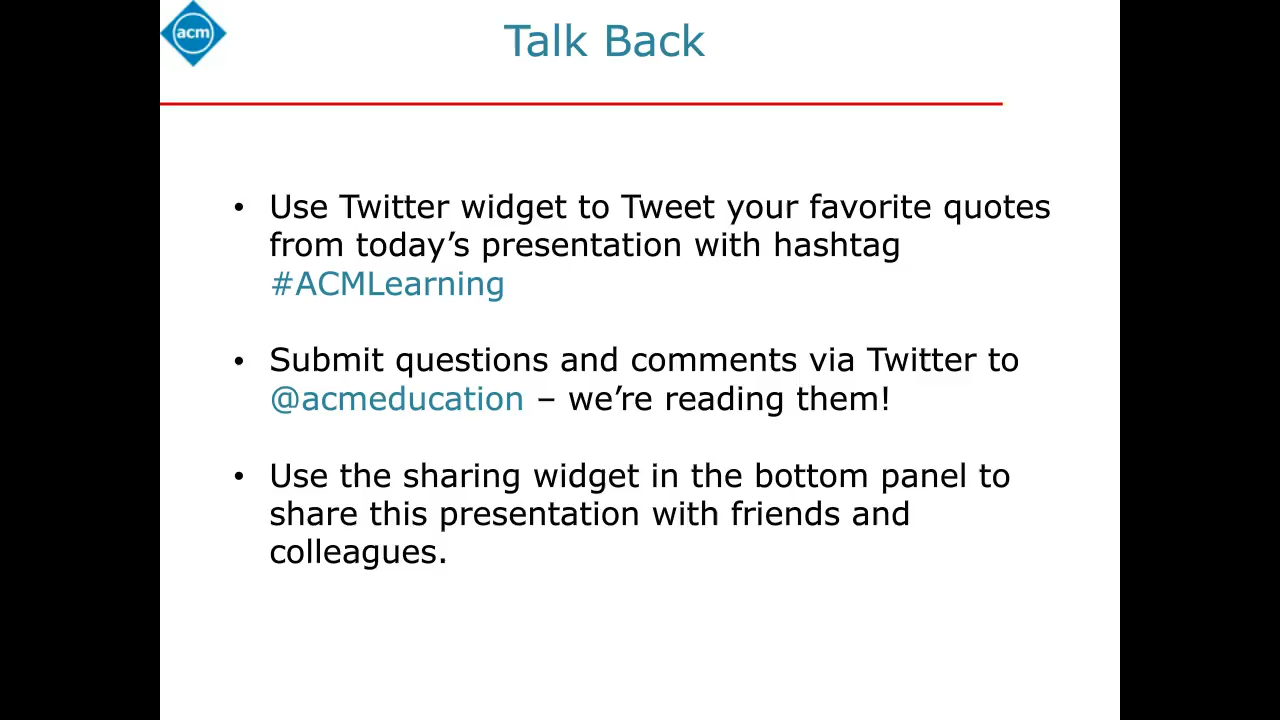 acm
Talk Back
• Use Twitter widget to Tweet your favorite quotes
from today’s presentation with hashtag
#ACMLearning
• Submit questions and comments via Twitter to
@acmeducation – we’re reading them!
• Use the sharing widget in the bottom panel to
share this presentation with friends and
colleagues.